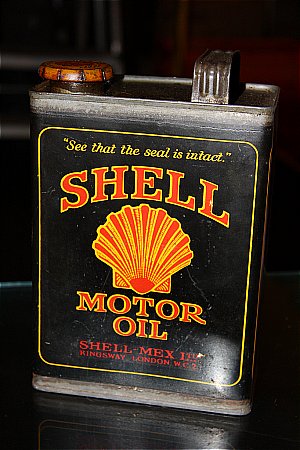 "See that the seal is intact."
SHELL
MOTOR
OIL
SHELL-MEX LTD
KINGSWAY, LONDON, W.C.2.